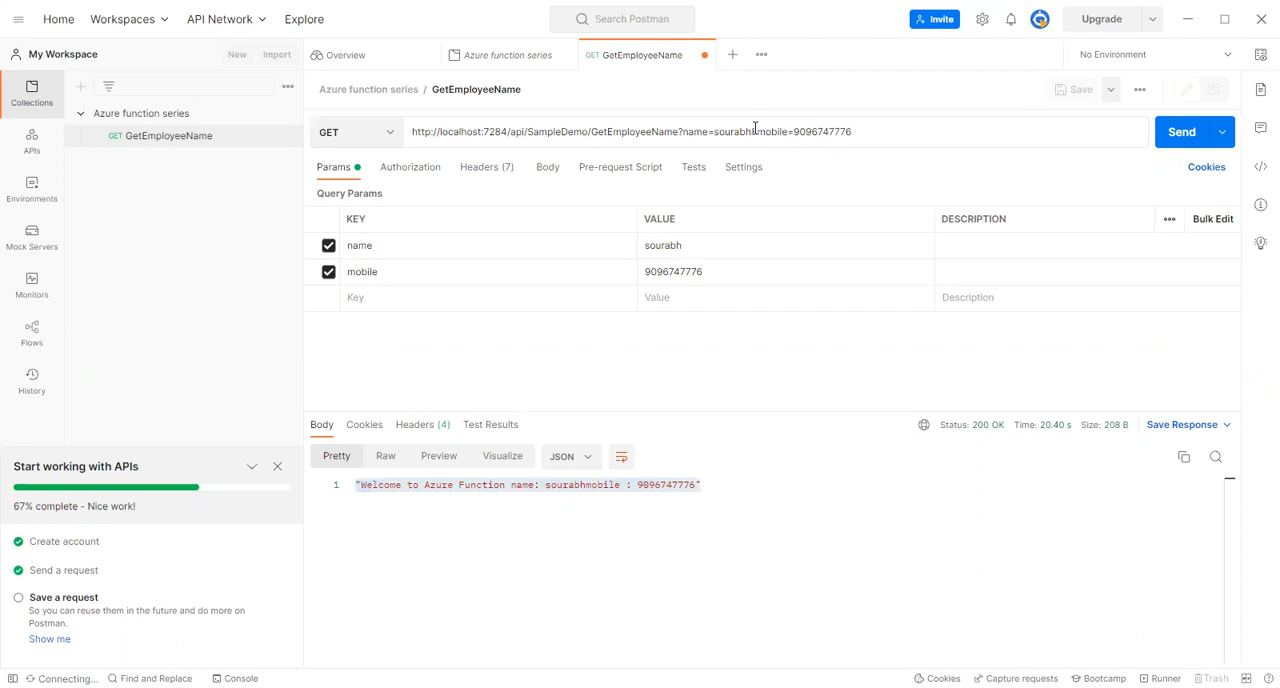 Home Workspaces API Network Explore Search Postman Invite Upgrade
My Workspace New Import Overview Azure function series GET GetEmployeeName No Environment
Collections
APIs
Environments
Mock Servers
Monitors
Flows
History
Azure function series
GET GetEmployeeName
Azure function series / GetEmployeeName Save
GET http://localhost:7284/api/SampleDemo/GetEmployeeName?name=sourabh&mobile=9096747776 Send
Params Authorization Headers (7) Body Pre-request Script Tests Settings Cookies
Query Params
KEY VALUE DESCRIPTION Bulk Edit
name sourabh
mobile 9096747776
Key Value Description
Body Cookies Headers (4) Test Results Status: 200 OK Time: 20.40 s Size: 208 B Save Response
Pretty Raw Preview Visualize JSON
1 "Welcome to Azure Function name: sourabhmobile : 9096747776"
Start working with APIs
67% complete - Nice work!
Create account
Send a request
Save a request
So you can reuse them in the future and do more on
Postman.
Show me
Connecting... Find and Replace Console Cookies Capture requests Bootcamp Runner Trash